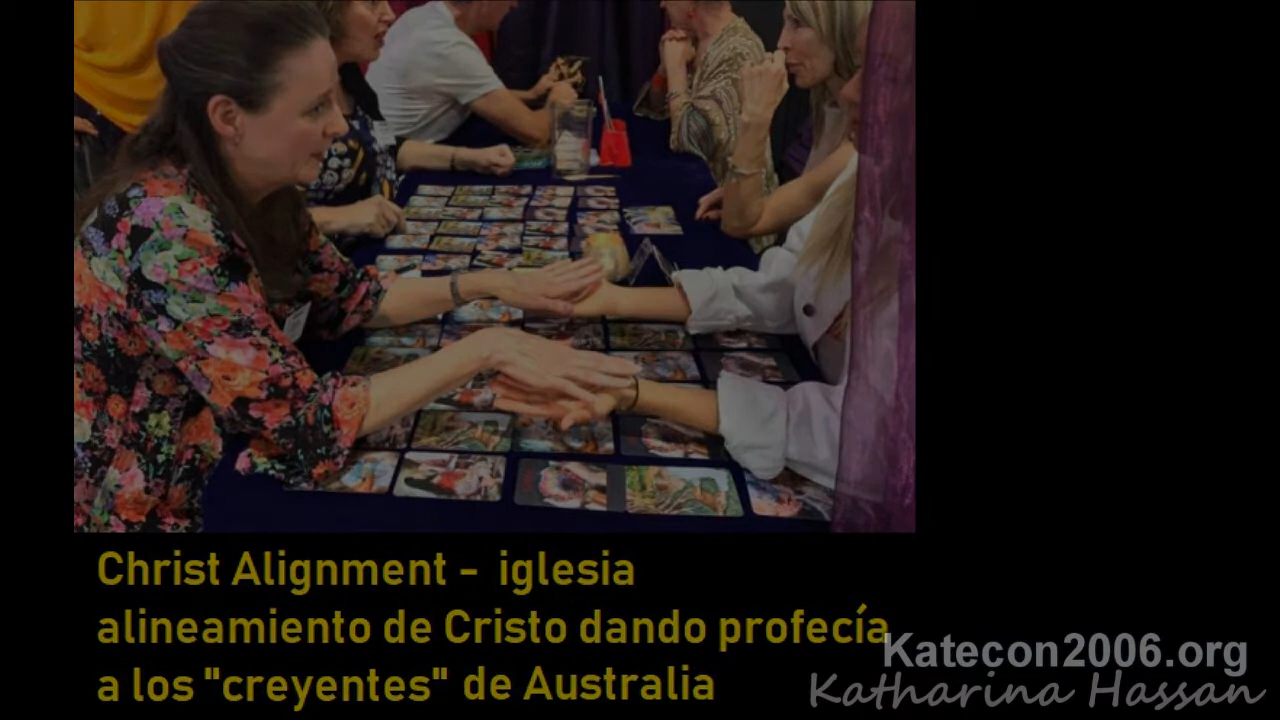 Christ Alignment - iglesia
alineamiento de Cristo dando profecía
a los "creyentes" de Australia
Katecon2006.org
Katharina Hassan